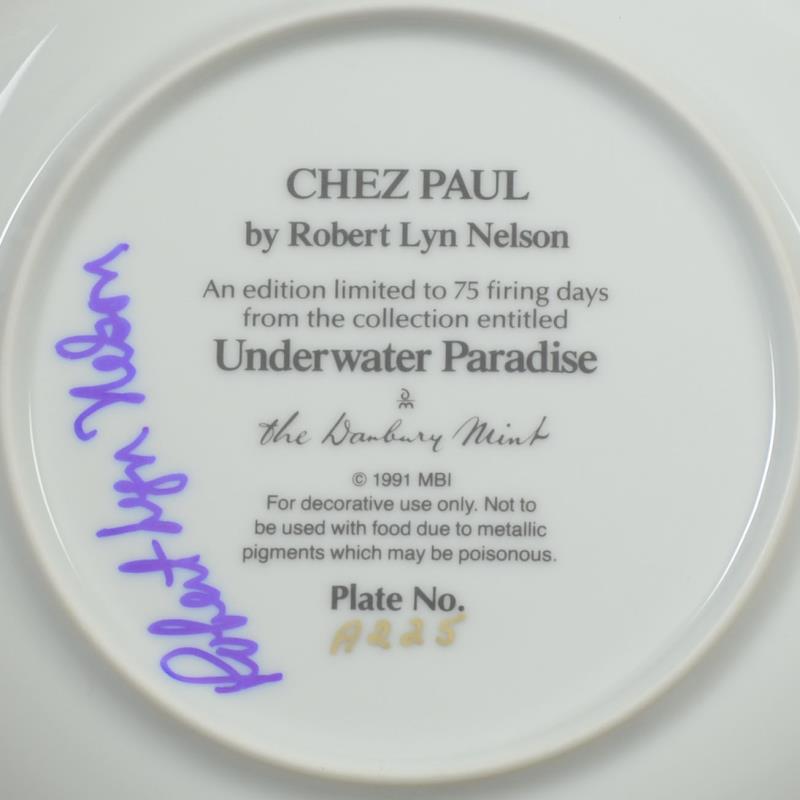 CHEZ PAUL
by Robert Lyn Nelson
An edition limited to 75 firing days
from the collection entitled
Underwater Paradise
the Danbury Mint
© 1991 MBI
For decorative use only. Not to
be used with food due to metallic
pigments which may be poisonous.
Plate No.
A225
Robert Lyn Nelson